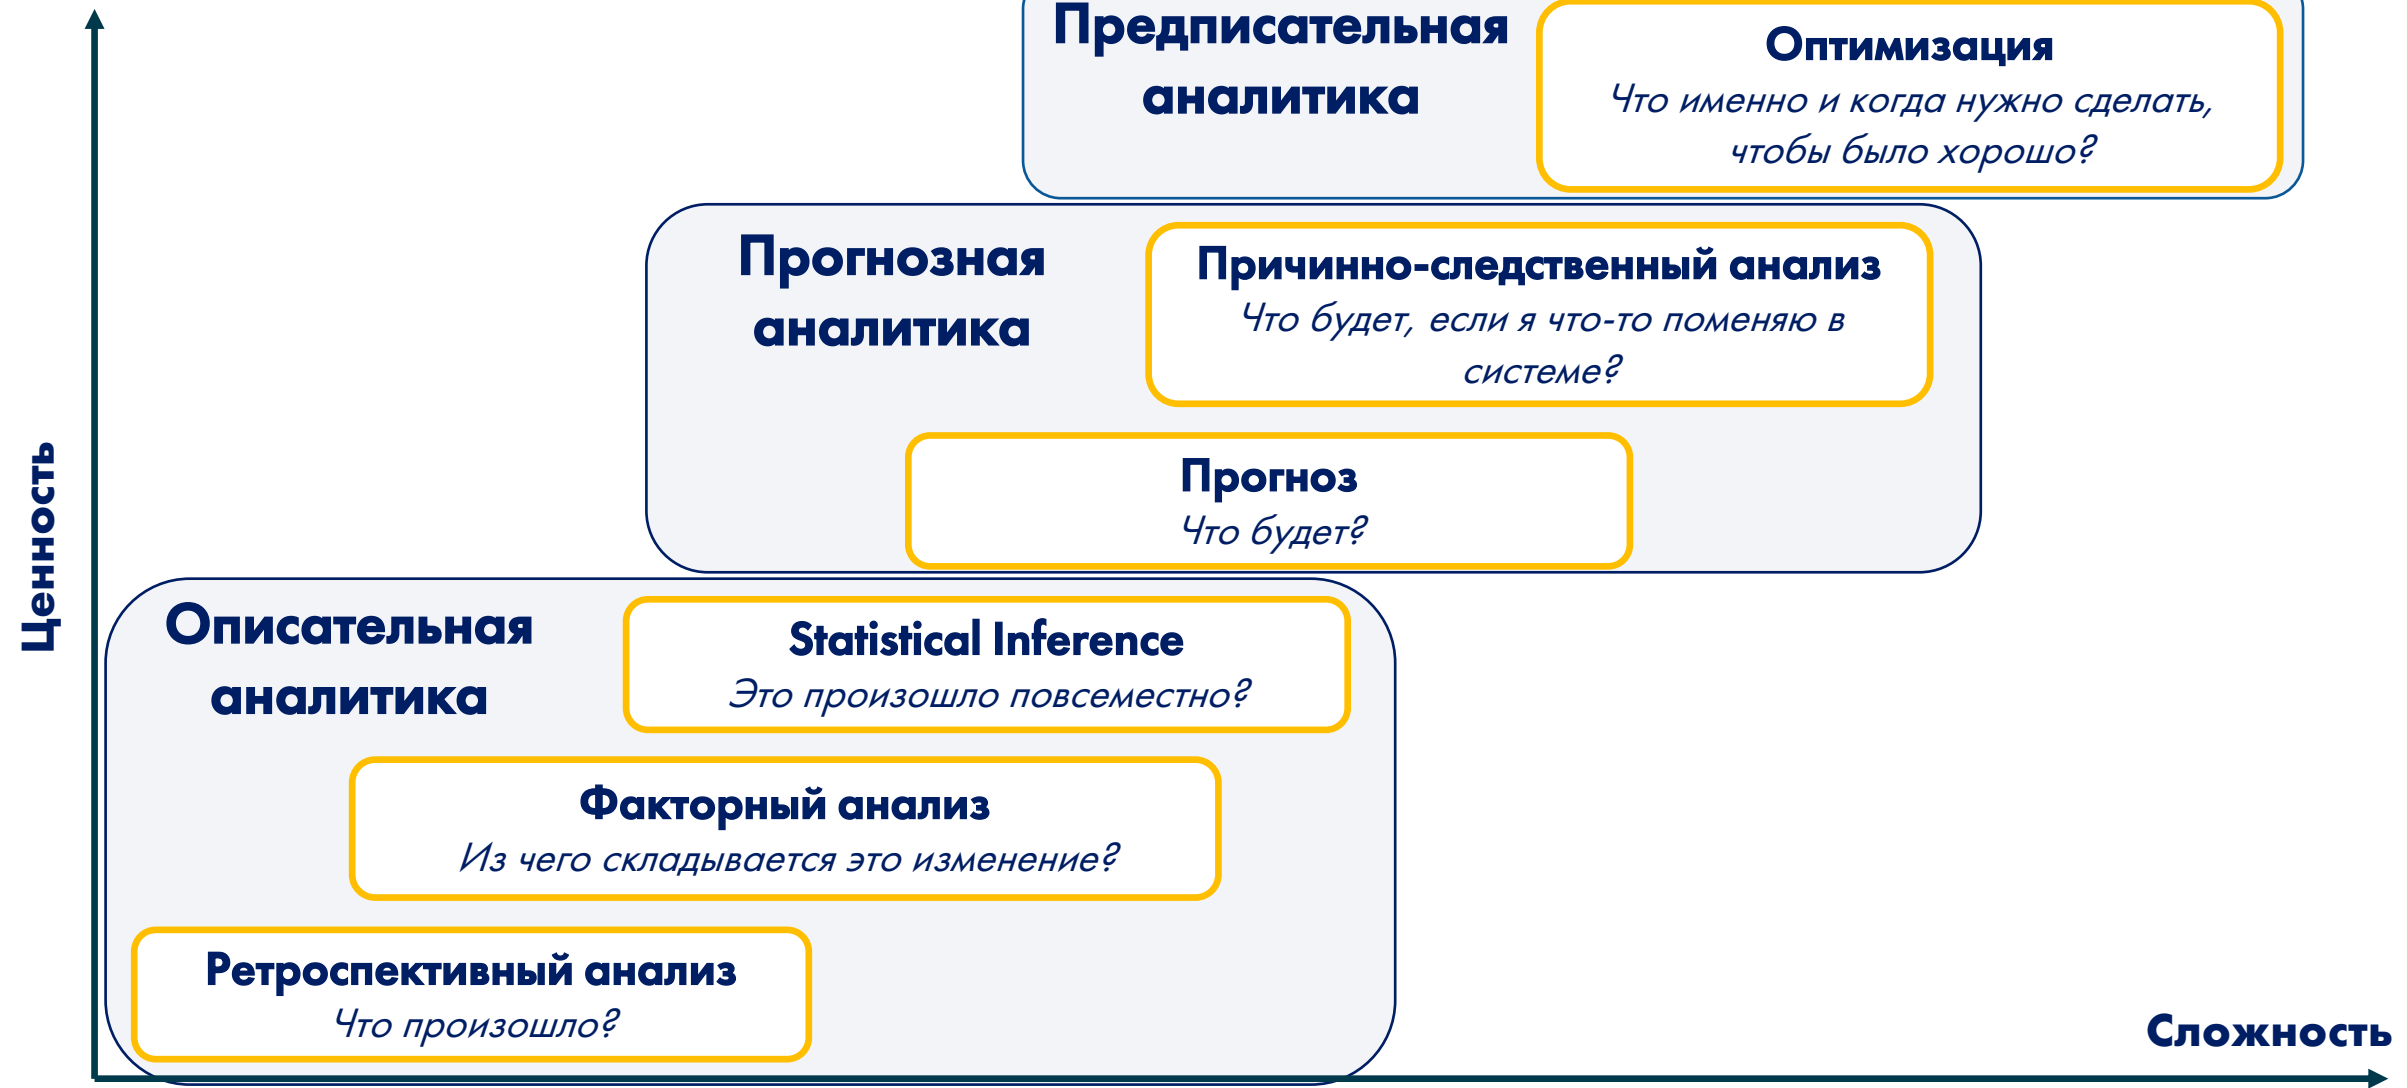 Предписательная
аналитика
Оптимизация
Что именно и когда нужно сделать,
чтобы было хорошо?
Прогнозная
аналитика
Причинно-следственный анализ
Что будет, если я что-то поменяю в
системе?
Прогноз
Что будет?
Ценность
Описательная
аналитика
Statistical Inference
Это произошло повсеместно?
Факторный анализ
Из чего складывается это изменение?
Ретроспективный анализ
Что произошло?
Сложность